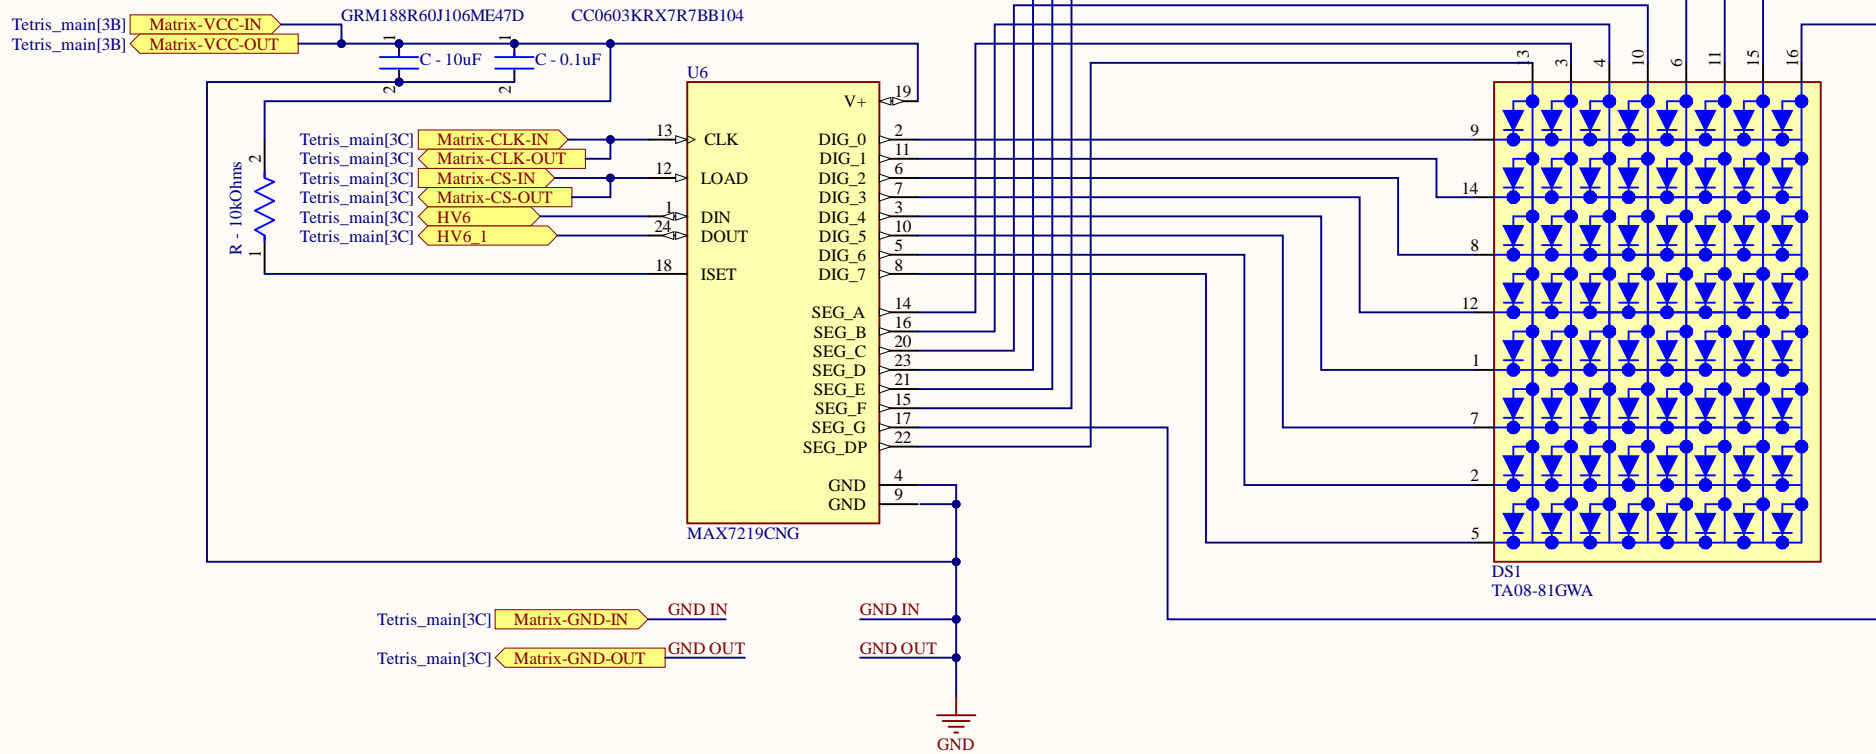 Tetris_main[3B] Matrix-VCC-IN
Tetris_main[3B] Matrix-VCC-OUT
GRM188R60J106ME47D CC0603KRX7R7BB104
1 1
C - 10uF C - 0.1uF
2 2
U6
V+ 19
Tetris_main[3C] Matrix-CLK-IN 13 CLK DIG_0 2
Tetris_main[3C] Matrix-CLK-OUT DIG_1 11
Tetris_main[3C] Matrix-CS-IN 12 LOAD DIG_2 6
Tetris_main[3C] Matrix-CS-OUT DIG_3 7
Tetris_main[3C] HV6 1 DIN DIG_4 3
Tetris_main[3C] HV6_1 24 DOUT DIG_5 10
DIG_6 5
18 ISET DIG_7 8
2
R - 10kOhms
1
SEG_A 14
SEG_B 16
SEG_C 20
SEG_D 23
SEG_E 21
SEG_F 15
SEG_G 17
SEG_DP 22
GND 4
GND 9
MAX7219CNG
13 3 4 10 6 11 15 16
9
14
8
12
1
7
2
5
DS1
TA08-81GWA
Tetris_main[3C] Matrix-GND-IN GND IN GND IN
Tetris_main[3C] Matrix-GND-OUT GND OUT GND OUT
GND